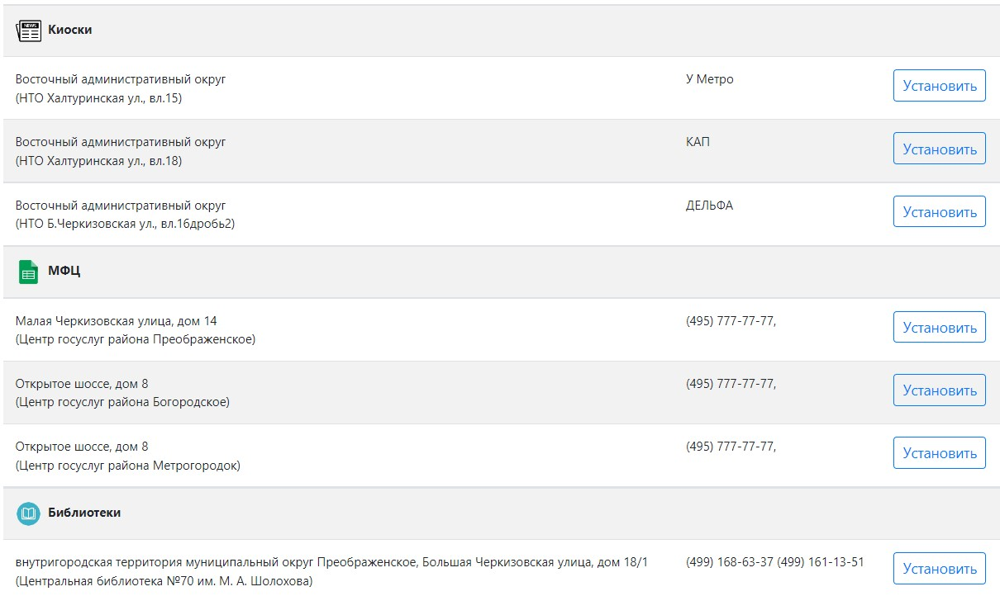 NEWS
Киоски
Восточный административный округ
(НТО Халтуринская ул., вл.15)
У Метро
Установить
Восточный административный округ
(НТО Халтуринская ул., вл.18)
КАП
Установить
Восточный административный округ
(НТО Б.Черкизовская ул., вл.16дробь2)
ДЕЛЬФА
Установить
МФЦ
Малая Черкизовская улица, дом 14
(Центр госуслуг района Преображенское)
(495) 777-77-77,
Установить
Открытое шоссе, дом 8
(Центр госуслуг района Богородское)
(495) 777-77-77,
Установить
Открытое шоссе, дом 8
(Центр госуслуг района Метрогородок)
(495) 777-77-77,
Установить
Библиотеки
внутригородская территория муниципальный округ Преображенское, Большая Черкизовская улица, дом 18/1
(Центральная библиотека №70 им. М. А. Шолохова)
(499) 168-63-37 (499) 161-13-51
Установить